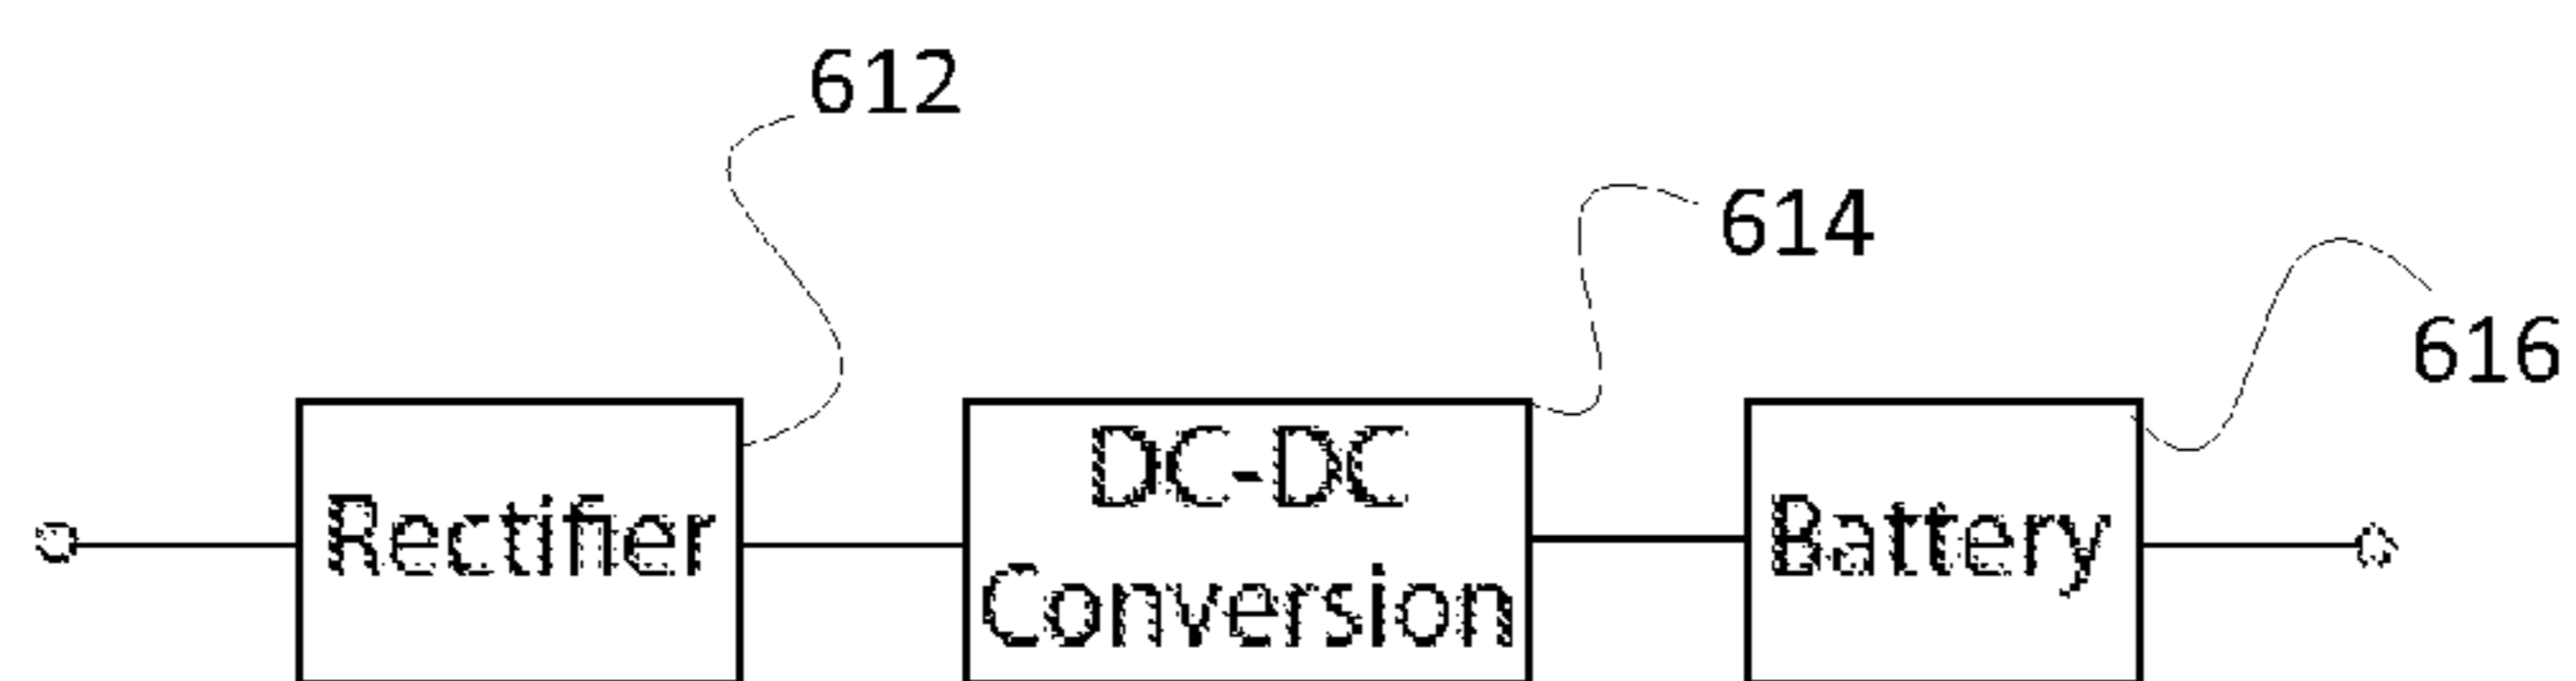 612
614
616
Rectifier
DC-DC
Conversion
Battery